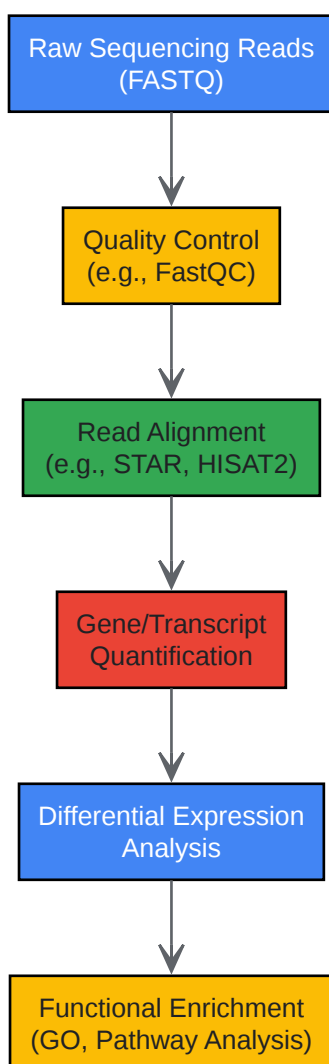 Raw Sequencing Reads
(FASTQ)
Quality Control
(e.g., FastQC)
Read Alignment
(e.g., STAR, HISAT2)
Gene/Transcript
Quantification
Differential Expression
Analysis
Functional Enrichment
(GO, Pathway Analysis)